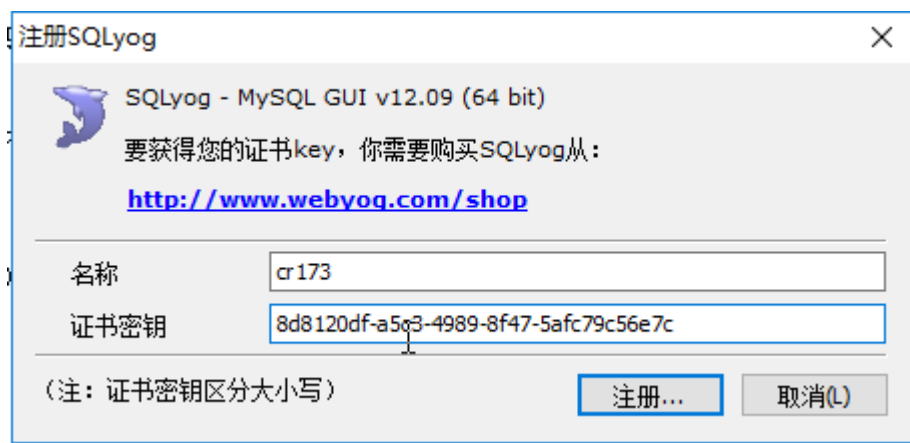 注册SQLyog
SQLyog - MySQL GUI v12.09 (64 bit)
要获得您的证书key，你需要购买SQLyog从：
http://www.webyog.com/shop
名称 cr173
证书密钥 8d8120df-a5c3-4989-8f47-5afc79c56e7c
（注：证书密钥区分大小写）
注册... 取消(L)